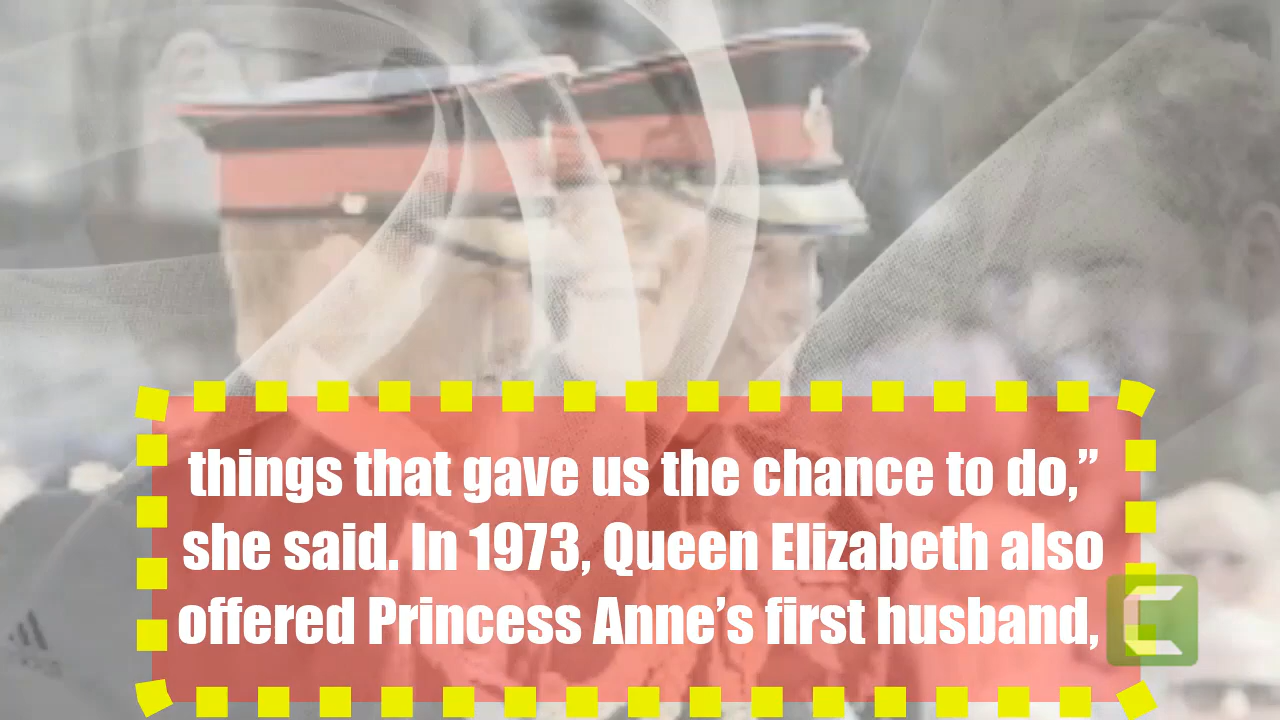 things that gave us the chance to do,”
she said. In 1973, Queen Elizabeth also
offered Princess Anne’s first husband,